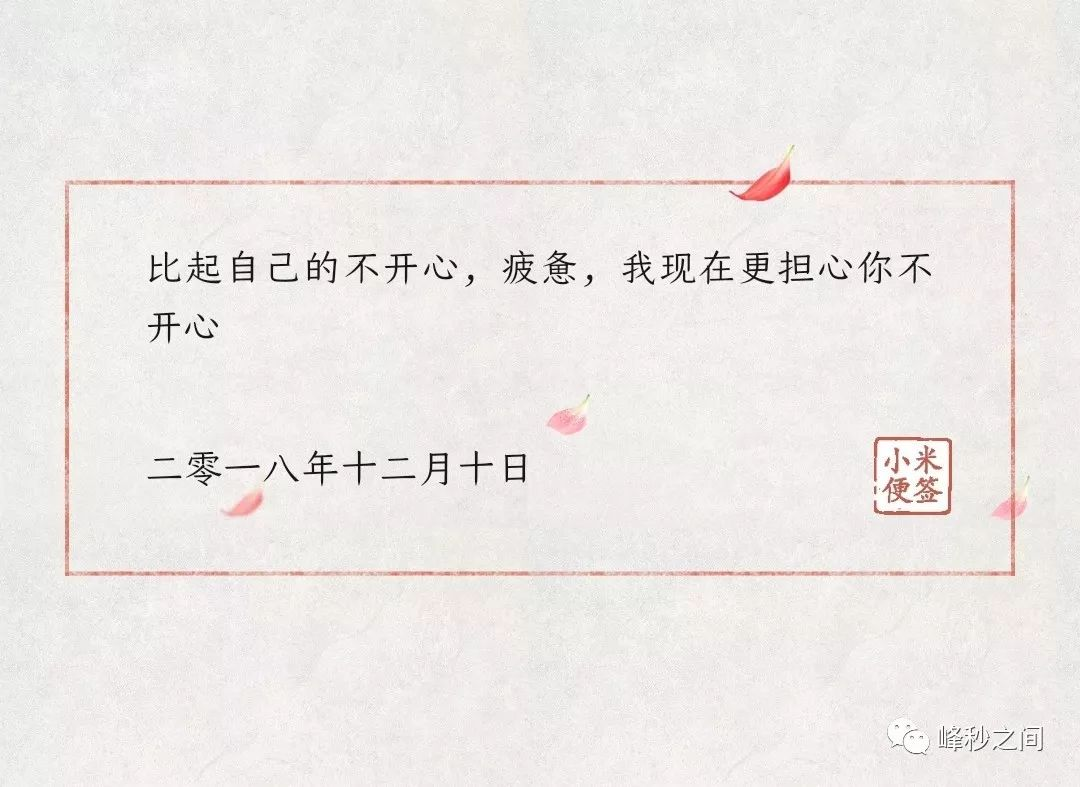 比起自己的不开心，疲惫，我现在更担心你不
开心
二零一八年十二月十日
小米
便签
峰秒之间